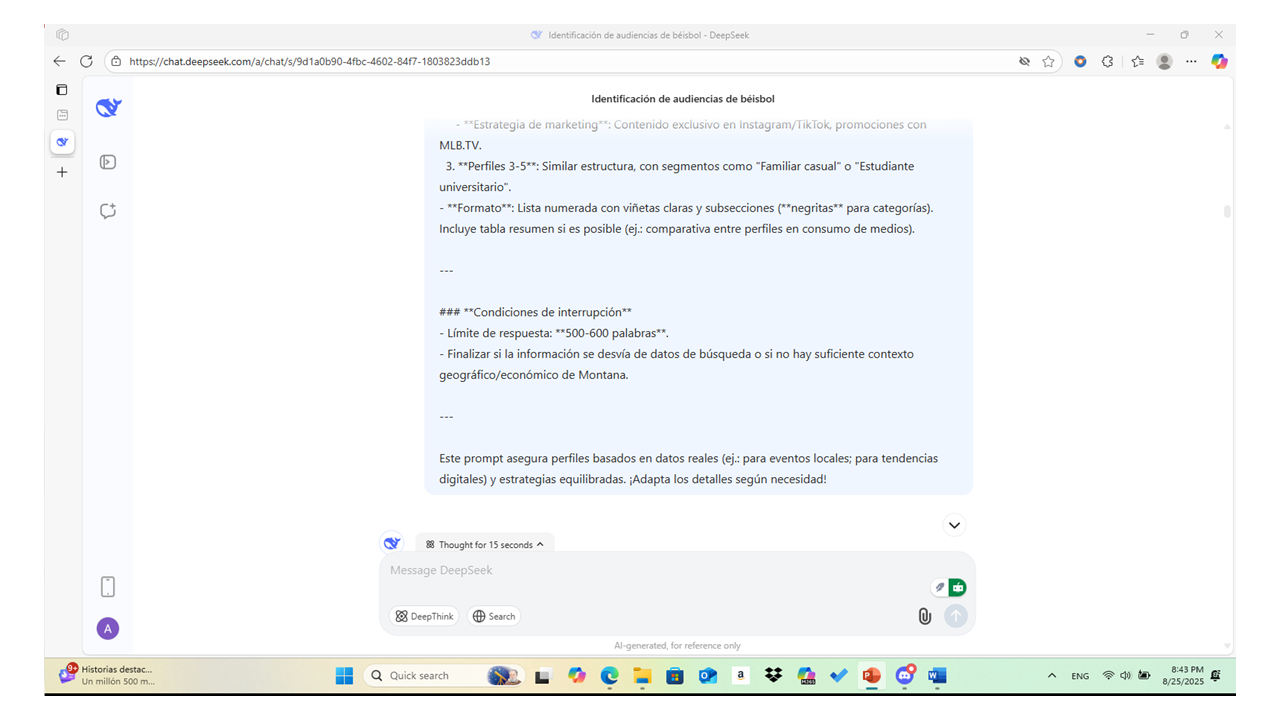 Identificación de audiencias de béisbol - DeepSeek
https://chat.deepseek.com/a/chat/s/9d1a0b90-4fbc-4602-84f7-1803823ddb13
Identificación de audiencias de béisbol
- **Estrategia de marketing**: Contenido exclusivo en Instagram/TikTok, promociones con
MLB.TV.
3. **Perfiles 3-5**: Similar estructura, con segmentos como "Familiar casual" o "Estudiante
universitario".
- **Formato**: Lista numerada con viñetas claras y subsecciones (**negritas** para categorías).
Incluye tabla resumen si es posible (ej.: comparativa entre perfiles en consumo de medios).
---
### **Condiciones de interrupción**
- Límite de respuesta: **500-600 palabras**.
- Finalizar si la información se desvía de datos de búsqueda o si no hay suficiente contexto
geográfico/económico de Montana.
---
Este prompt asegura perfiles basados en datos reales (ej.: para eventos locales; para tendencias
digitales) y estrategias equilibradas. ¡Adapta los detalles según necesidad!
Thought for 15 seconds
Message DeepSeek
DeepThink
Search
A
AI-generated, for reference only
9+
Historias destac...
Un millón 500 m...
Quick search
a
M365
ENG
8:43 PM
8/25/2025